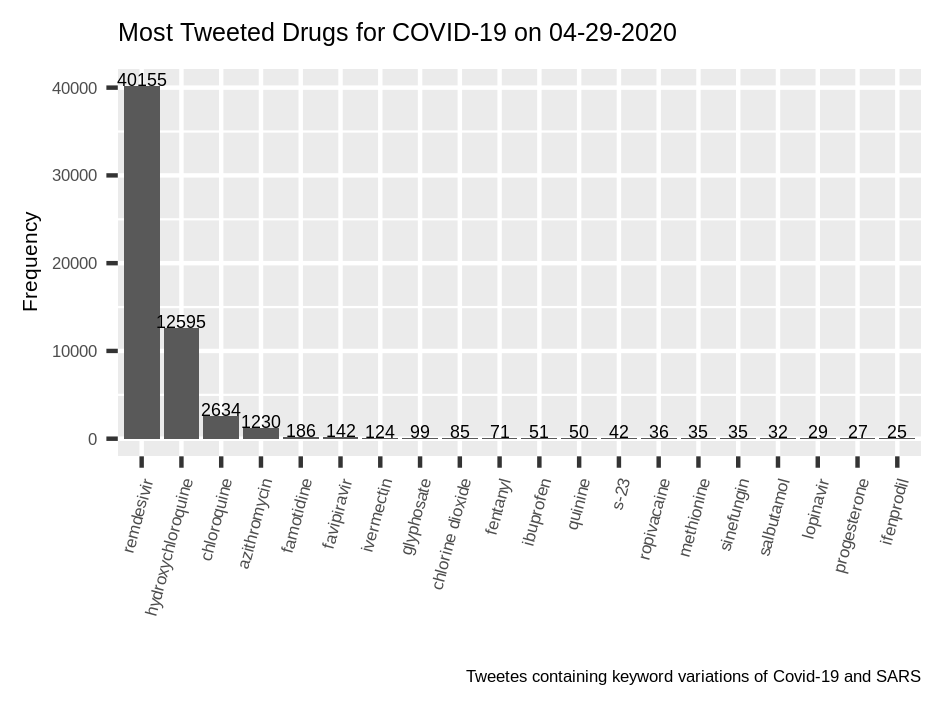 Most Tweeted Drugs for COVID-19 on 04-29-2020
Frequency
40000
30000
20000
10000
0
40155
12595
2634
1230
186
142
124
99
85
71
51
50
42
36
35
35
32
29
27
25
remdesivir
hydroxychloroquine
chloroquine
azithromycin
famotidine
favipiravir
ivermectin
glyphosate
chlorine dioxide
fentanyl
ibuprofen
quinine
s-23
ropivacaine
methionine
sinefungin
salbutamol
lopinavir
progesterone
ifenprodil
Tweetes containing keyword variations of Covid-19 and SARS